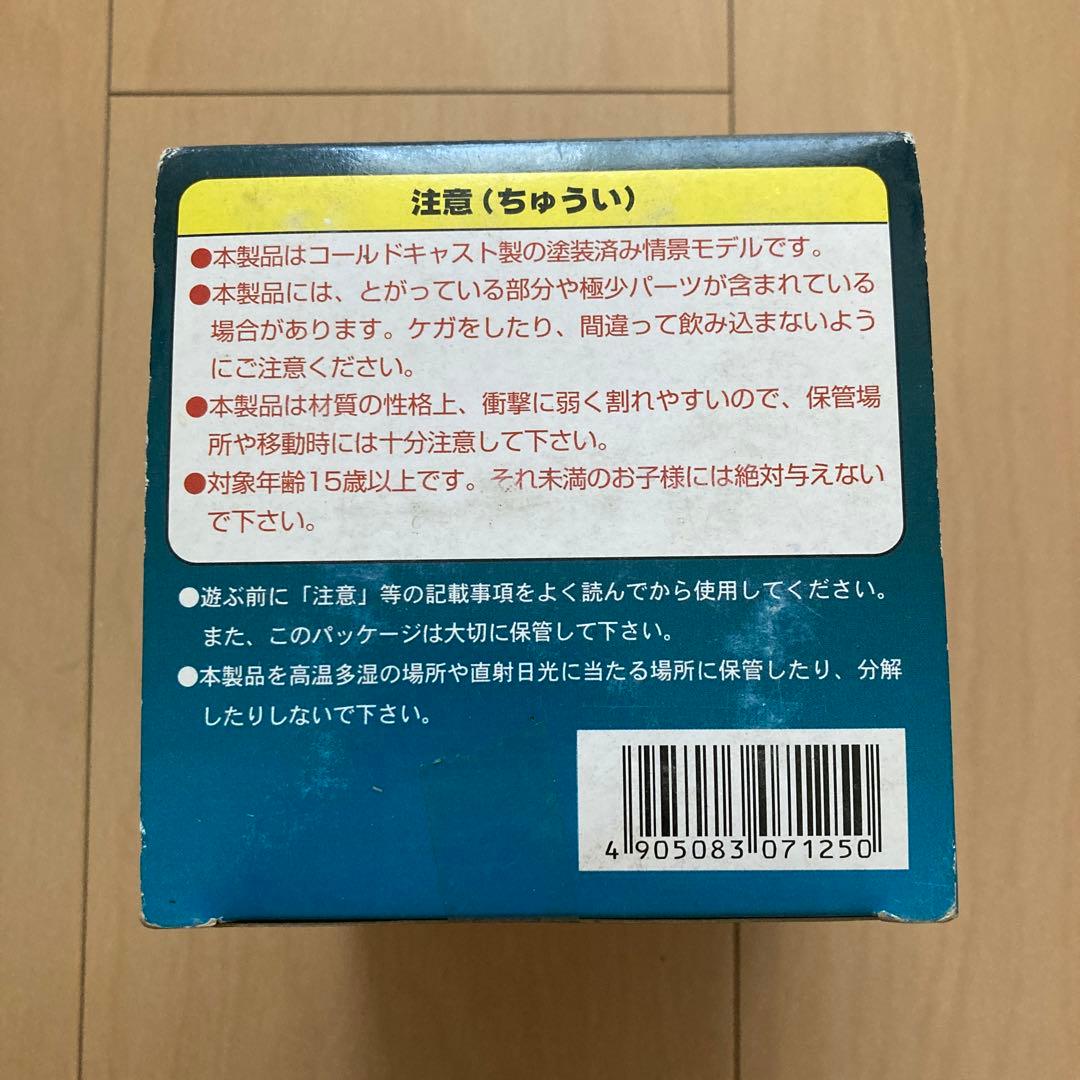 注意(ちゅうい)
●本製品はコールドキャスト製の塗装済み情景モデルです。
●本製品には、とがっている部分や極少パーツが含まれている
場合があります。ケガをしたり、間違って飲み込まないよう
にご注意ください。
●本製品は材質の性格上、衝撃に弱く割れやすいので、保管場
所や移動時には十分注意して下さい。
●対象年齢15歳以上です。それ未満のお子様には絶対与えない
で下さい。
●遊ぶ前に「注意」等の記載事項をよく読んでから使用してください。
また、このパッケージは大切に保管して下さい。
●本製品を高温多湿の場所や直射日光に当たる場所に保管したり、分解
したりしないで下さい。
4 905083 071250